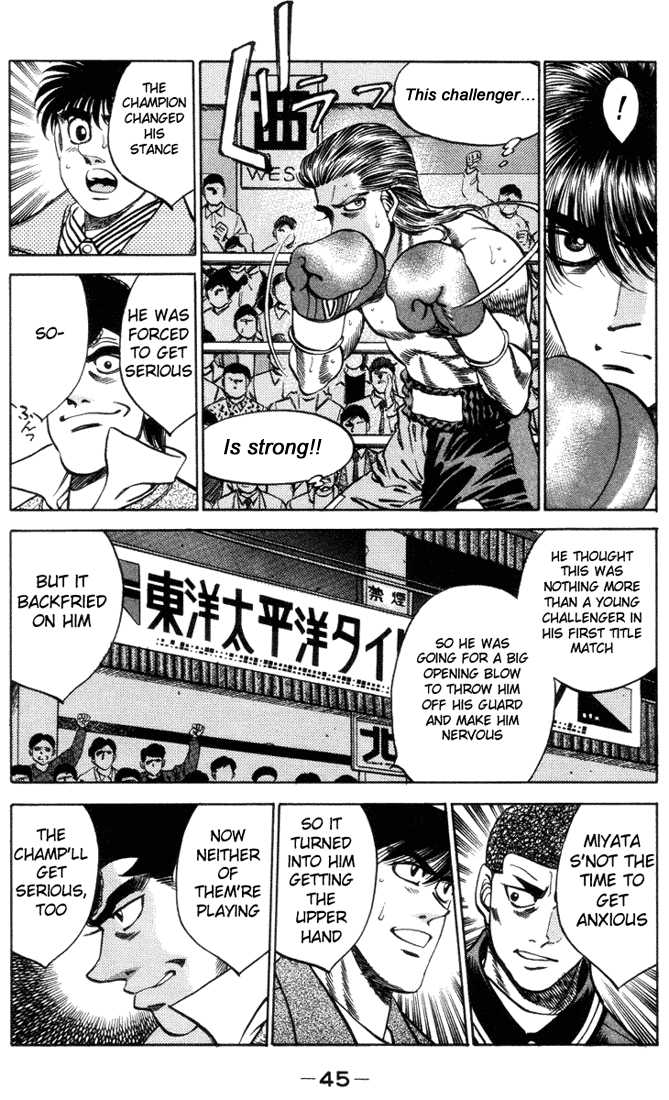 !
This challenger...
西
WES
Is strong!!
THE
CHAMPION
CHANGED
HIS
STANCE
HE WAS
FORCED
TO GET
SERIOUS
SO-
HE THOUGHT
THIS WAS
NOTHING MORE
THAN A YOUNG
CHALLENGER IN
HIS FIRST TITLE
MATCH
SO HE WAS
GOING FOR A BIG
OPENING BLOW
TO THROW HIM
OFF HIS GUARD
AND MAKE HIM
NERVOUS
禁煙
東洋太平洋タイ
北
BUT IT
BACKFRIED
ON HIM
MIYATA
S'NOT THE
TIME TO
GET
ANXIOUS
SO IT
TURNED
INTO HIM
GETTING
THE
UPPER
HAND
NOW
NEITHER
OF
THEM'RE
PLAYING
THE
CHAMP'LL
GET
SERIOUS,
TOO
—45—